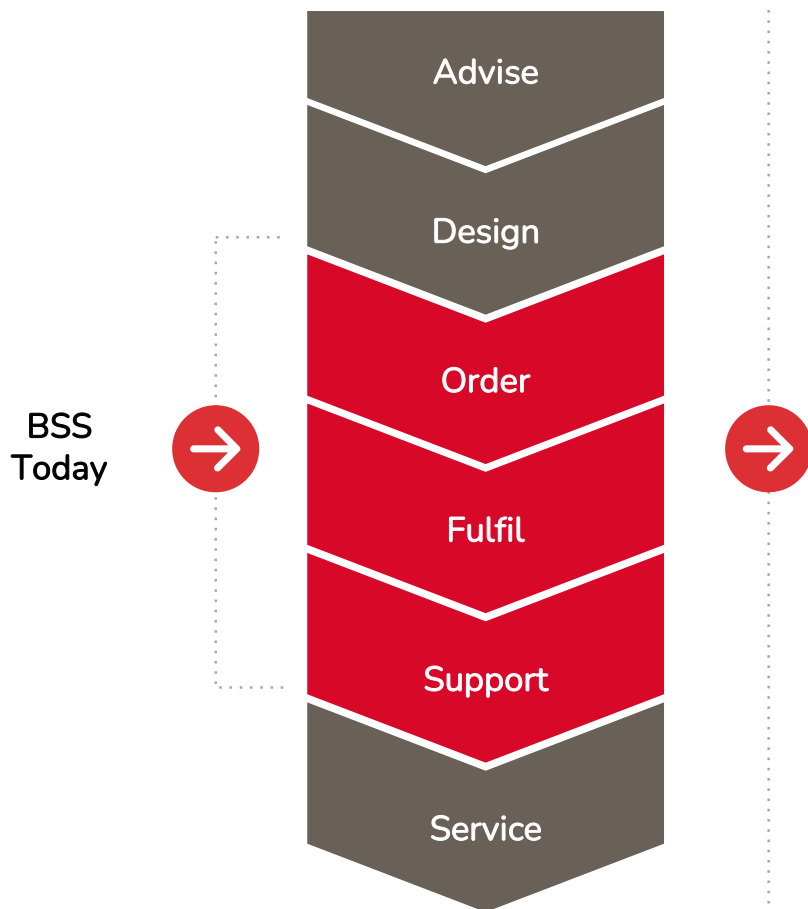 Advise
Design
Order
BSS
Today
Fulfil
Support
Service